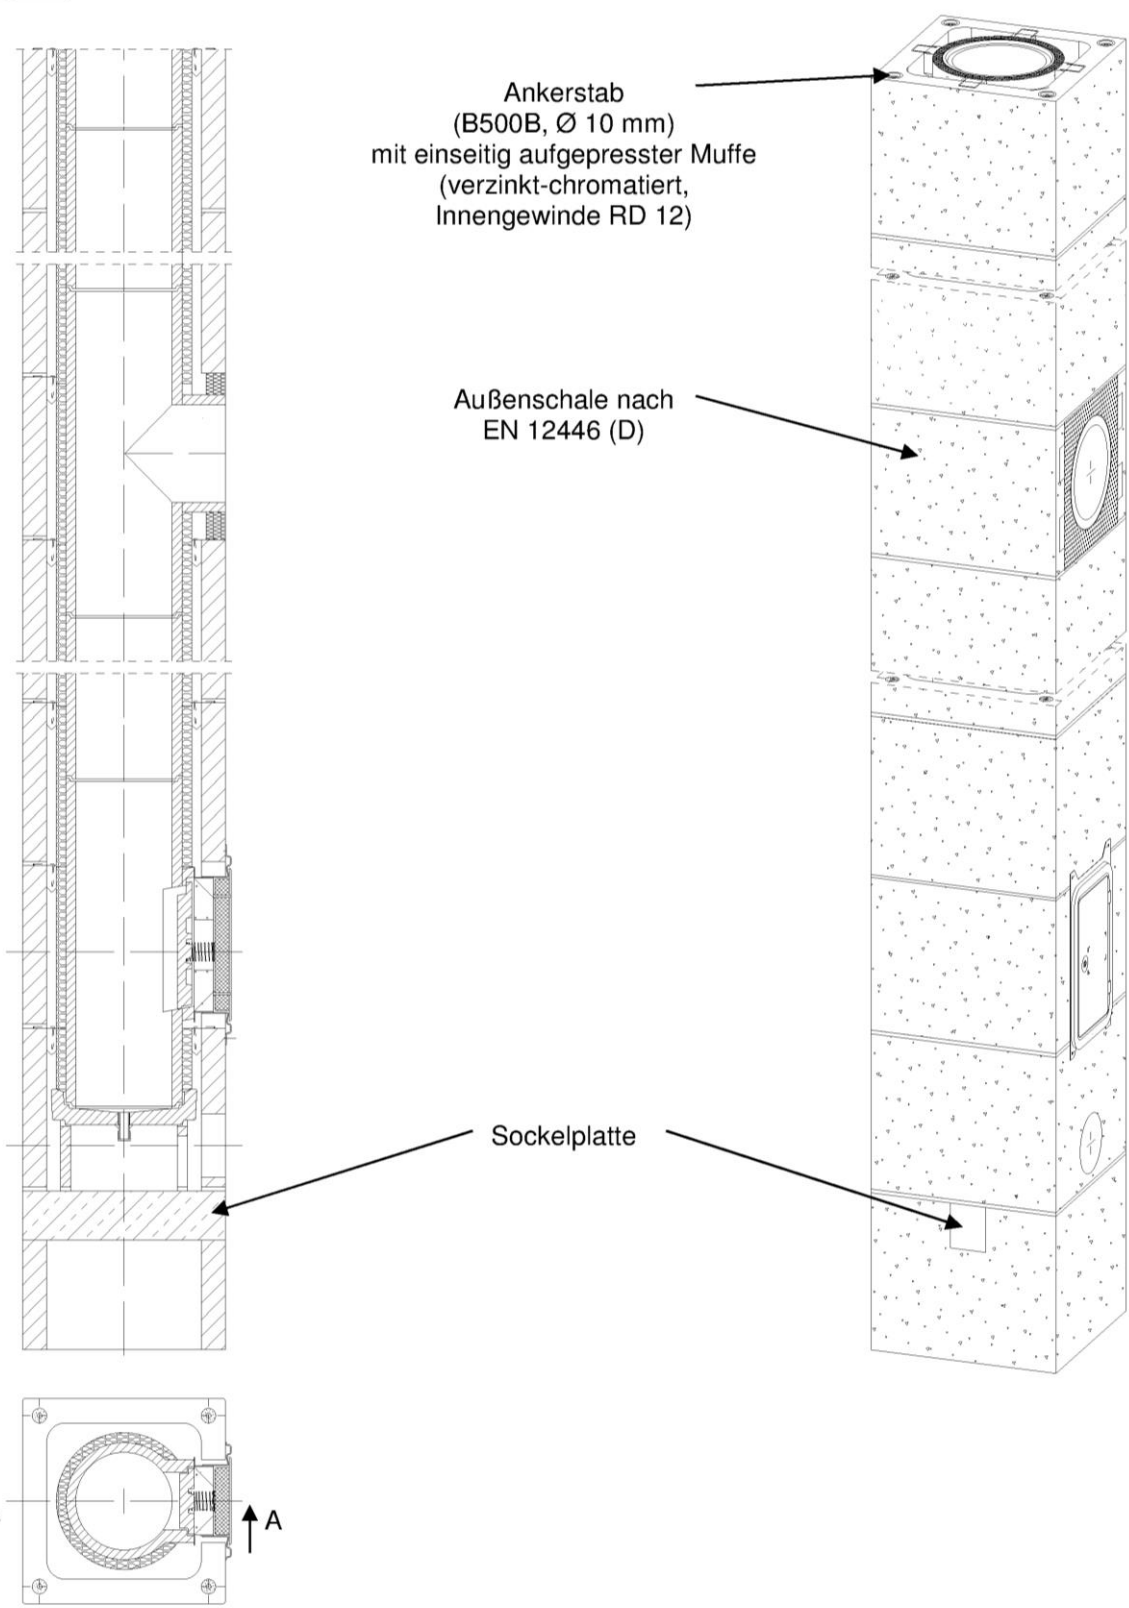 Ankerstab
(B500B, Ø 10 mm)
mit einseitig aufgepresster Muffe
(verzinkt-chromatiert,
Innengewinde RD 12)
Außenschale nach
EN 12446 (D)
Sockelplatte
A